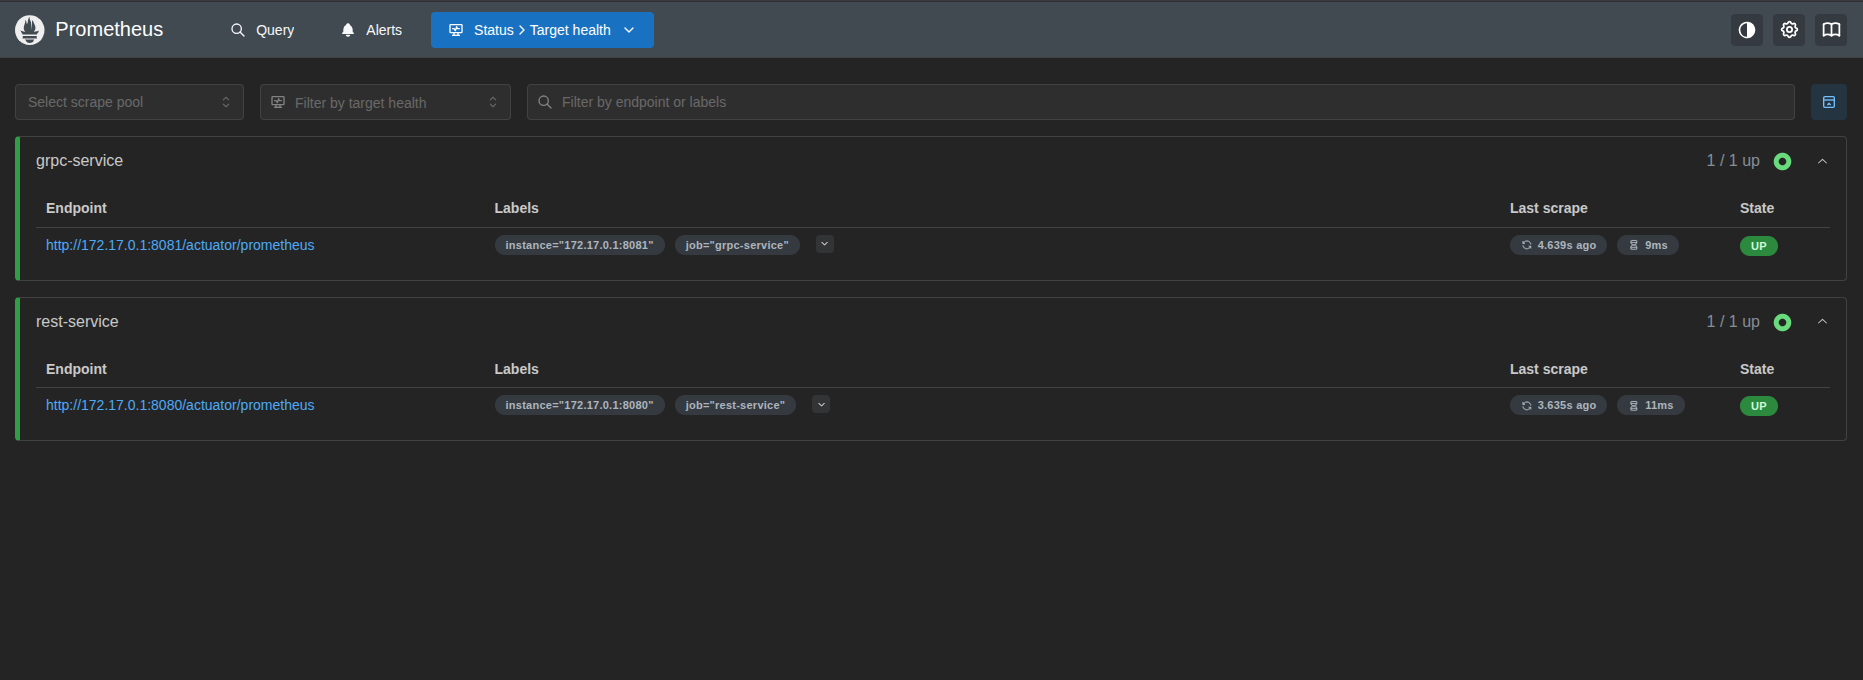 Prometheus Query Alerts Status > Target health
Select scrape pool Filter by target health Filter by endpoint or labels
grpc-service 1 / 1 up
Endpoint Labels Last scrape State
http://172.17.0.1:8081/actuator/prometheus instance="172.17.0.1:8081" job="grpc-service" 4.639s ago 9ms UP
rest-service 1 / 1 up
Endpoint Labels Last scrape State
http://172.17.0.1:8080/actuator/prometheus instance="172.17.0.1:8080" job="rest-service" 3.635s ago 11ms UP